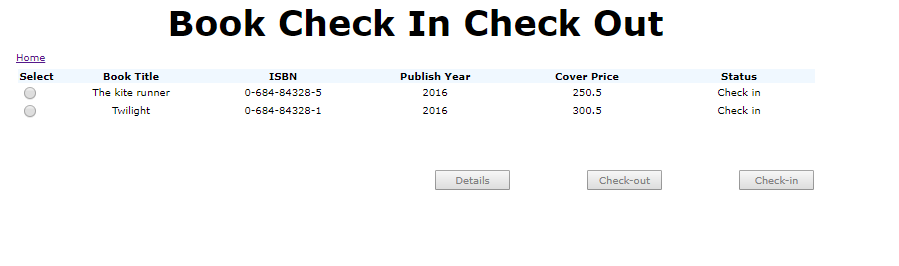 Book Check In Check Out
Home
Select Book Title ISBN Publish Year Cover Price Status
The kite runner 0-684-84328-5 2016 250.5 Check in
Twilight 0-684-84328-1 2016 300.5 Check in
Details Check-out Check-in